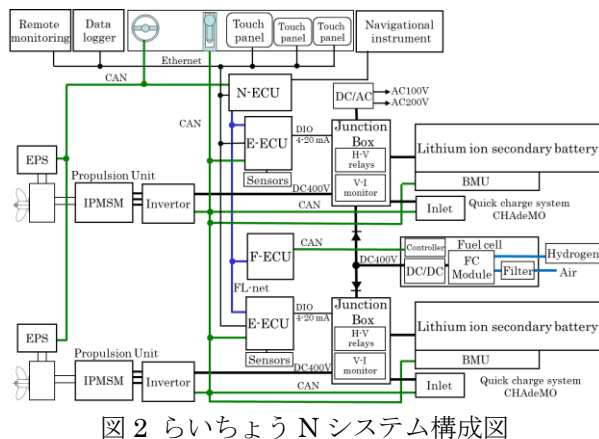 Remote
monitoring
Data
logger
Touch
panel
Touch
panel
Touch
panel
Navigational
instrument
Ethernet
CAN
N-ECU
DC/AC
AC100V
AC200V
CAN
E-ECU
DIO
4-20 mA
Sensors
Junction
Box
H-V
relays
V-I
monitor
Lithium ion secondary battery
BMU
EPS
Propulsion Unit
IPMSM
Invertor
DC400V
CAN
Inlet
Quick charge system
CHAdeMO
F-ECU
CAN
Controller
Fuel cell
DC400V
DC/DC
FC
Module
Filter
Hydrogen
Air
FL-net
E-ECU
DIO
4-20 mA
Sensors
Junction
Box
H-V
relays
V-I
monitor
Lithium ion secondary battery
BMU
EPS
Propulsion Unit
IPMSM
Invertor
DC400V
CAN
Inlet
Quick charge system
CHAdeMO
図 2 らいちょう N システム構成図